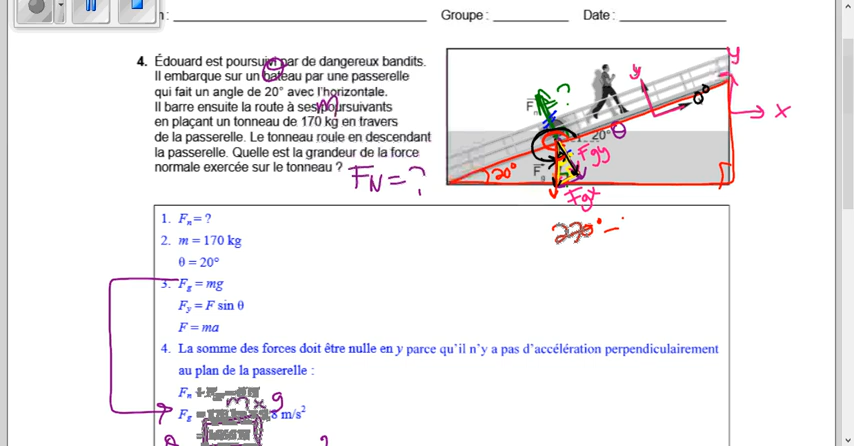 : Groupe : Date :
4. Édouard est poursuivi par de dangereux bandits.
Il embarque sur un bateau par une passerelle
qui fait un angle de 20° avec l'horizontale.
Il barre ensuite la route à ses poursuivants
en plaçant un tonneau de 170 kg en travers
de la passerelle. Le tonneau roule en descendant
la passerelle. Quelle est la grandeur de la force
normale exercée sur le tonneau ?
FN = ?
θ
m
y
y
x
0°
?
F
20° θ
20°
Fgy
F g
Fgx
270° -
1. Fn = ?
2. m = 170 kg
θ = 20°
3. Fg = mg
Fy = F sin θ
F = ma
4. La somme des forces doit être nulle en y parce qu'il n'y a pas d'accélération perpendiculairement
au plan de la passerelle :
Fn +
m x g
Fg = m/s²
=
?